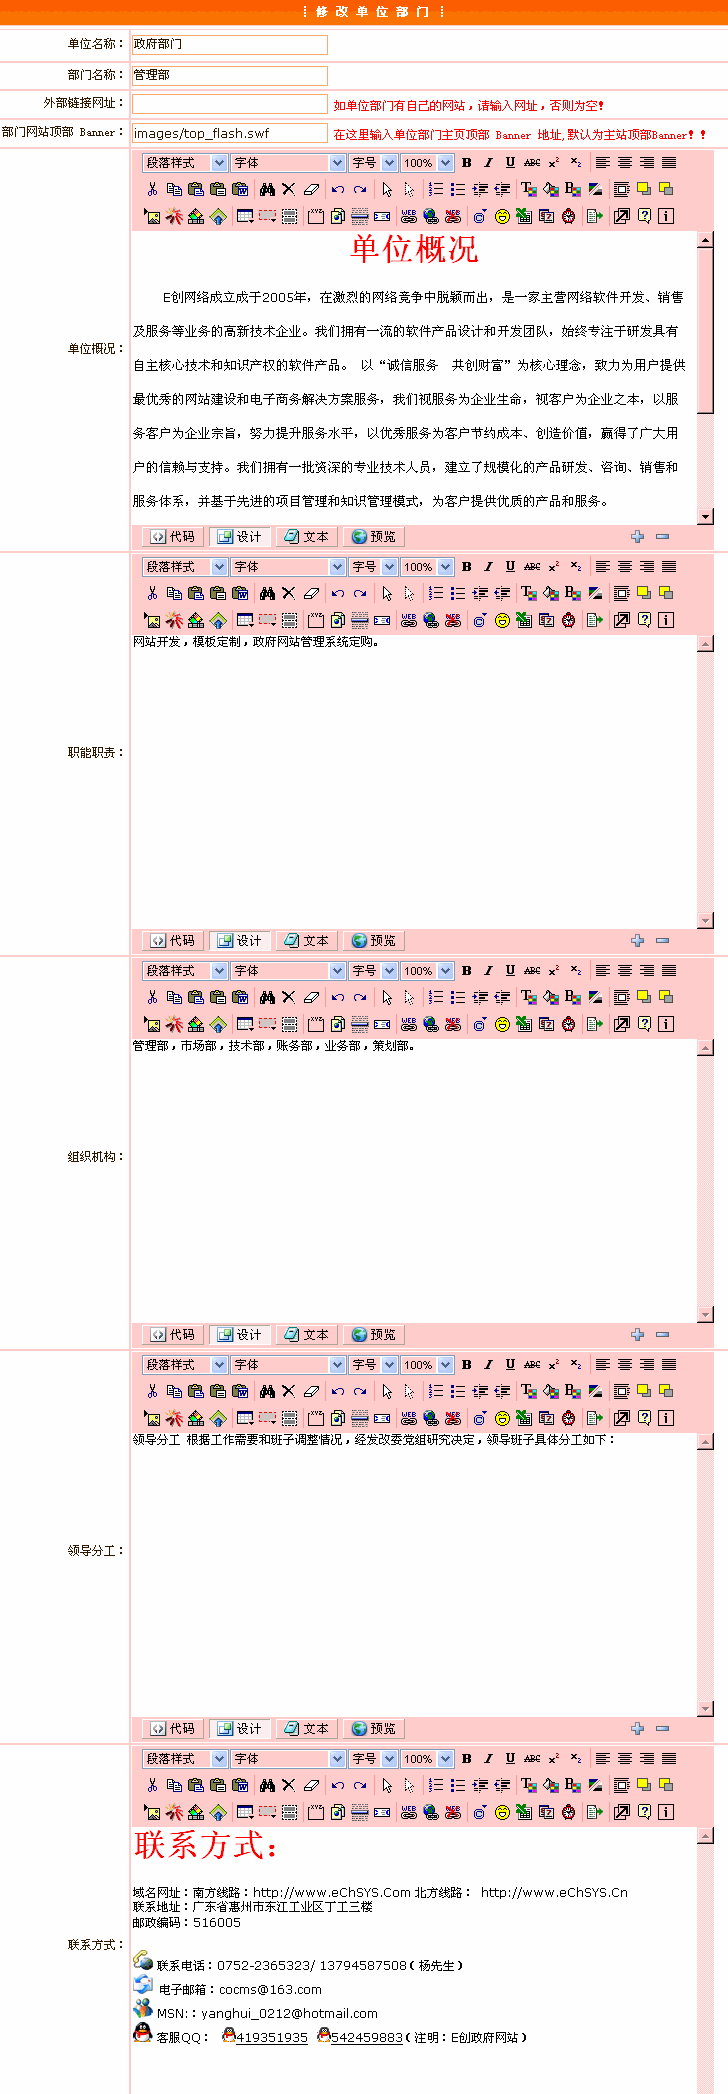 ┊ 修 改 单 位 部 门 ┊
单位名称： 政府部门
部门名称： 管理部
外部链接网址： 如单位部门有自己的网站，请输入网址，否则为空！
部门网站顶部 Banner： images/top_flash.swf 在这里输入单位部门主页顶部 Banner 地址,默认为主站顶部Banner！！
段落样式 字体 字号 100% B I U ABC x² x₂
单位概况
E创网络成立成于2005年，在激烈的网络竞争中脱颖而出，是一家主营网络软件开发、销售
及服务等业务的高新技术企业。我们拥有一流的软件产品设计和开发团队，始终专注于研发具有
单位概况：
自主核心技术和知识产权的软件产品。 以“诚信服务　共创财富”为核心理念，致力为用户提供
最优秀的网站建设和电子商务解决方案服务，我们视服务为企业生命，视客户为企业之本，以服
务客户为企业宗旨，努力提升服务水平，以优秀服务为客户节约成本、创造价值，赢得了广大用
户的信赖与支持。我们拥有一批资深的专业技术人员，建立了规模化的产品研发、咨询、销售和
服务体系，并基于先进的项目管理和知识管理模式，为客户提供优质的产品和服务。
代码 设计 文本 预览
段落样式 字体 字号 100% B I U ABC x² x₂
网站开发，模板定制，政府网站管理系统定购。
职能职责：
代码 设计 文本 预览
段落样式 字体 字号 100% B I U ABC x² x₂
管理部，市场部，技术部，账务部，业务部，策划部。
组织机构：
代码 设计 文本 预览
段落样式 字体 字号 100% B I U ABC x² x₂
领导分工 根据工作需要和班子调整情况，经发改委党组研究决定，领导班子具体分工如下：
领导分工：
代码 设计 文本 预览
段落样式 字体 字号 100% B I U ABC x² x₂
联系方式：
域名网址：南方线路：http://www.eChSYS.Com 北方线路： http://www.eChSYS.Cn
联系地址：广东省惠州市东江工业区丁工三楼
邮政编码：516005
联系方式：
联系电话：0752-2365323/ 13794587508（杨先生）
电子邮箱：cocms@163.com
MSN:：yanghui_0212@hotmail.com
客服QQ： 419351935 542459883（注明：E创政府网站）